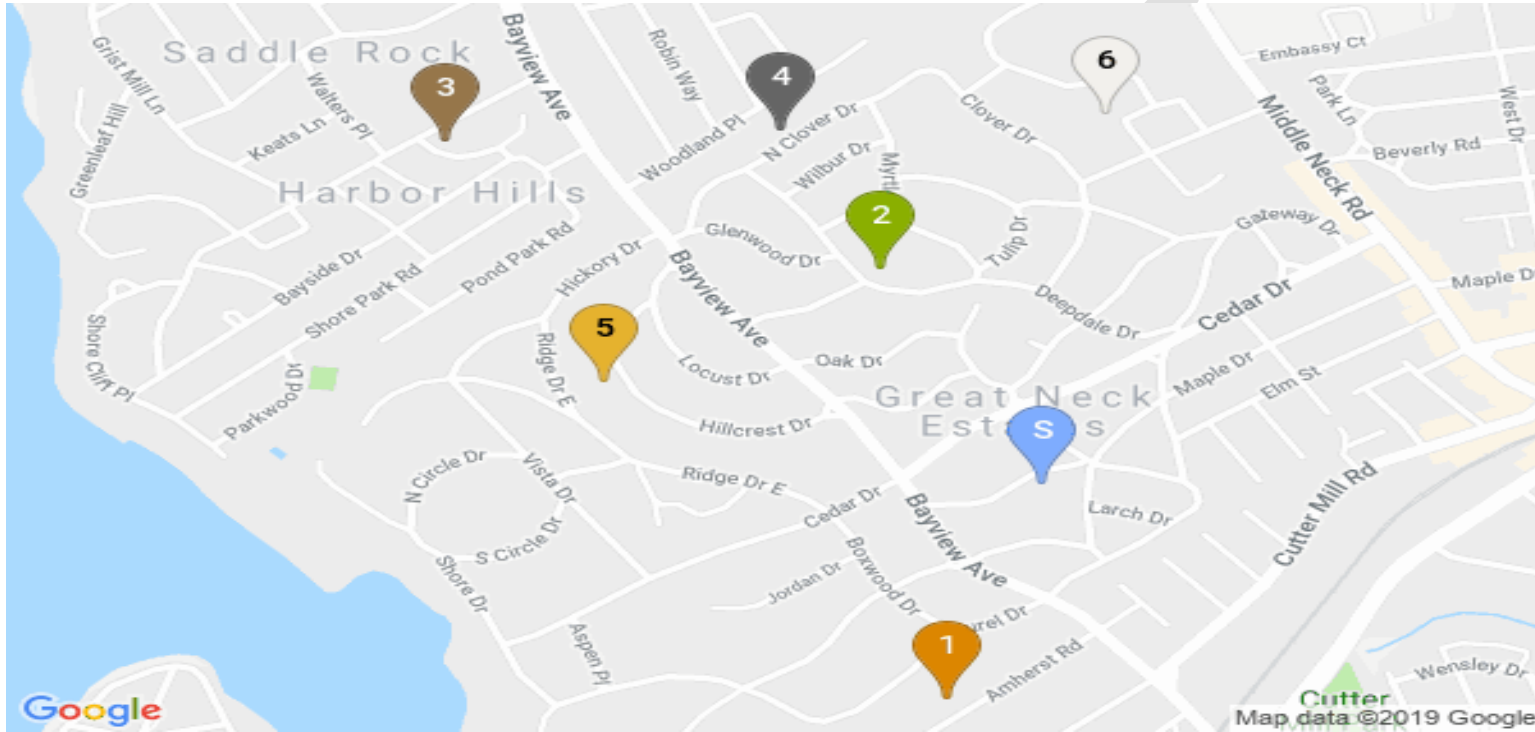 Saddle Rock
Grist Mill Ln
Walters Pl
Bayview Ave
Robin Way
Embassy Ct
Middle Neck Rd
Park Ln
West Dr
6
4
3
Keats Ln
Greenleaf Hill
Woodland Pl
N Clover Dr
Clover Dr
Wilbur Dr
Myrtl
Beverly Rd
Harbor Hills
2
Gateway Dr
Glenwood Dr
Tulip Dr
Pond Park Rd
Hickory Dr
Bayside Dr
Shore Park Rd
Bayview Ave
Deepdale Dr
Cedar Dr
Maple D
5
Shore Cliff Pl
Ridge Dr E
Locust Dr
Oak Dr
Maple Dr
Elm St
Parkwood Dr
Great Neck
Estates
S
Hillcrest Dr
N Circle Dr
Vista Dr
Ridge Dr E
Cedar Dr
Bayview Ave
Larch Dr
Cutter Mill Rd
S Circle Dr
Shore Dr
Jordan Dr
Boxwood Dr
urel Dr
Aspen Pl
1
Amherst Rd
Wensley Dr
Cutter
Google
Map data ©2019 Google